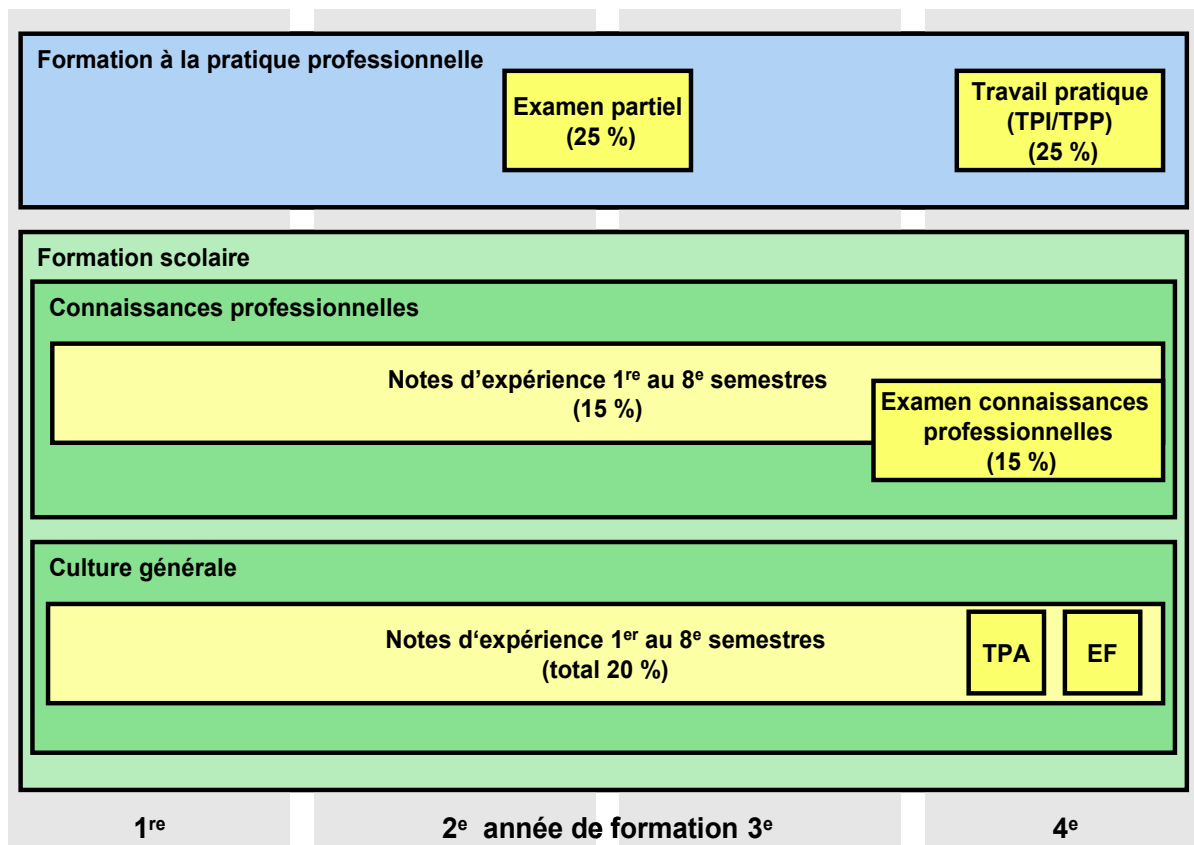 Formation à la pratique professionnelle
Examen partiel
(25 %)
Travail pratique
(TPI/TPP)
(25 %)
Formation scolaire
Connaissances professionnelles
Notes d'expérience 1re au 8e semestres
(15 %)
Examen connaissances
professionnelles
(15 %)
Culture générale
Notes d‘expérience 1er au 8e semestres
(total 20 %)
TPA
EF
1re
2e année de formation 3e
4e